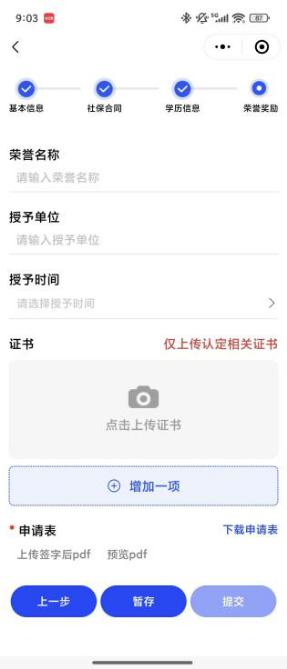 9:03
5G
67
基本信息
社保合同
学历信息
荣誉奖励
荣誉名称
请输入荣誉名称
授予单位
请输入授予单位
授予时间
请选择授予时间
证书 仅上传认定相关证书
点击上传证书
增加一项
*申请表 下载申请表
上传签字后pdf 预览pdf
上一步 暂存 提交